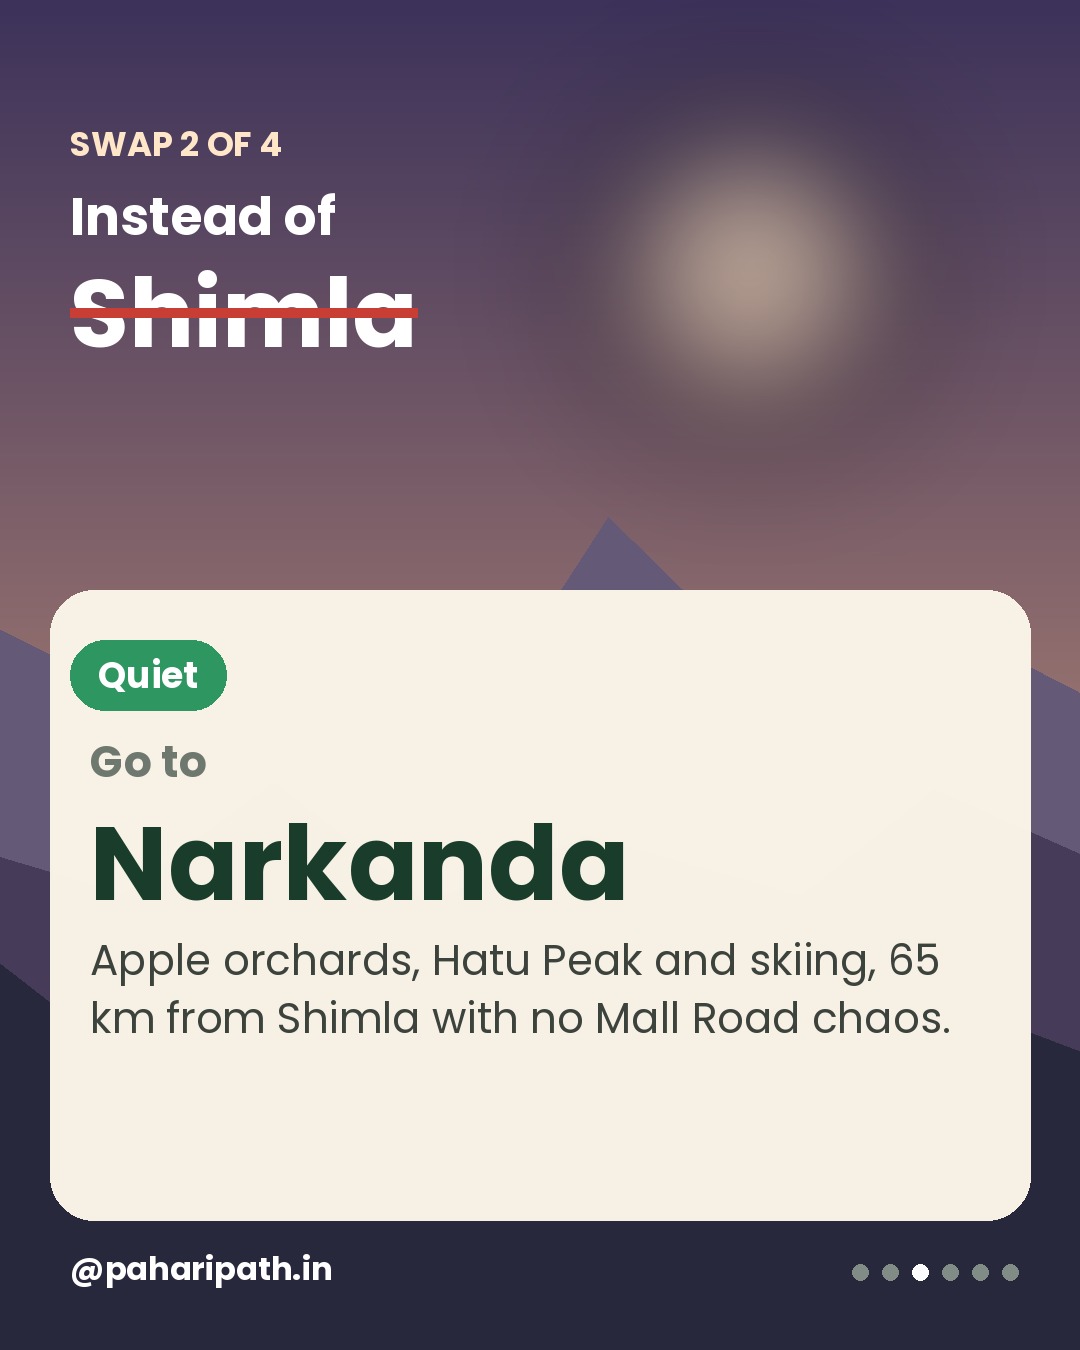 SWAP 2 OF 4
Instead of
Shimla
Quiet
Go to
Narkanda
Apple orchards, Hatu Peak and skiing, 65
km from Shimla with no Mall Road chaos.
@paharipath.in